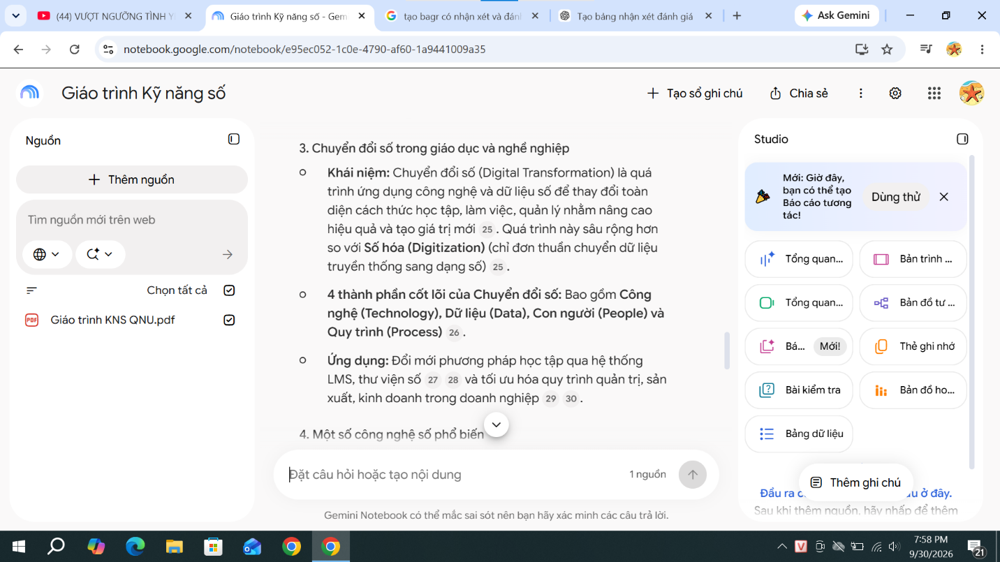 (44) VƯỢT NGƯỠNG TÌNH Y
Giáo trình Kỹ năng số - Gem
tạo bagr có nhận xét và đán
Tạo bảng nhận xét đánh giá
Ask Gemini
notebook.google.com/notebook/e95ec052-1c0e-4790-af60-1a9441009a35
Giáo trình Kỹ năng số
Tạo sổ ghi chú
Chia sẻ
Nguồn
Thêm nguồn
Tìm nguồn mới trên web
Chọn tất cả
PDF
Giáo trình KNS QNU.pdf
3. Chuyển đổi số trong giáo dục và nghề nghiệp
Khái niệm: Chuyển đổi số (Digital Transformation) là quá
trình ứng dụng công nghệ và dữ liệu số để thay đổi toàn
diện cách thức học tập, làm việc, quản lý nhằm nâng cao
hiệu quả và tạo giá trị mới 25 . Quá trình này sâu rộng hơn
so với Số hóa (Digitization) (chỉ đơn thuần chuyển dữ liệu
truyền thống sang dạng số) 25 .
4 thành phần cốt lõi của Chuyển đổi số: Bao gồm Công
nghệ (Technology), Dữ liệu (Data), Con người (People) và
Quy trình (Process) 26 .
Ứng dụng: Đổi mới phương pháp học tập qua hệ thống
LMS, thư viện số 27 28 và tối ưu hóa quy trình quản trị, sản
xuất, kinh doanh trong doanh nghiệp 29 30 .
4. Một số công nghệ số phổ biến
Đặt câu hỏi hoặc tạo nội dung
1 nguồn
Gemini Notebook có thể mắc sai sót nên bạn hãy xác minh các câu trả lời.
Studio
Mới: Giờ đây,
bạn có thể tạo
Báo cáo tương
tác!
Dùng thử
Tổng quan...
Bản trình ...
Tổng quan...
Bản đồ tư ...
Bá...
Mới!
Thẻ ghi nhớ
Bài kiểm tra
Bản đồ ho...
Bảng dữ liệu
Thêm ghi chú
Đầu ra
ở đây.
Sau khi thêm nguồn, hãy nhấp để thêm
V
7:58 PM
9/30/2026
21